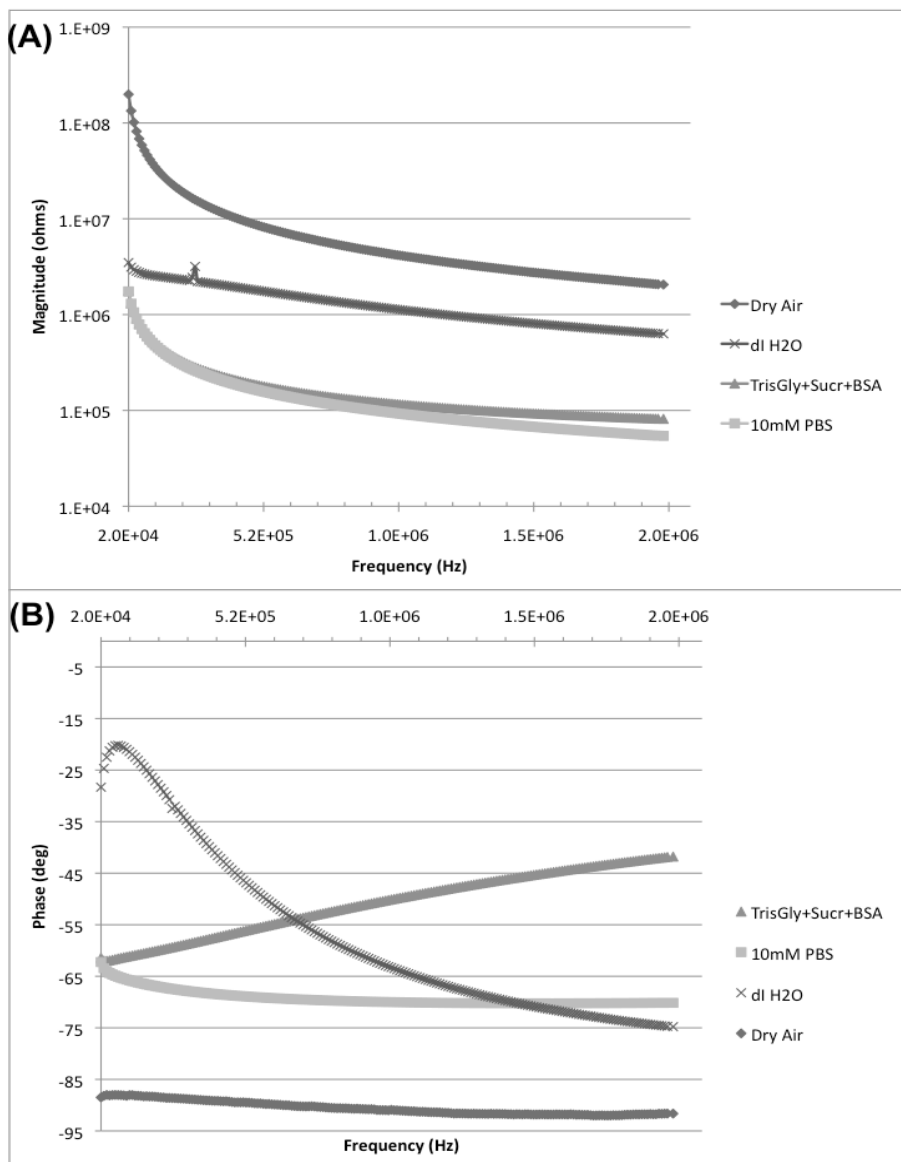 (A)
1.E+09
1.E+08
1.E+07
1.E+06
1.E+05
1.E+04
Magnitude (ohms)
2.0E+04 5.2E+05 1.0E+06 1.5E+06 2.0E+06
Frequency (Hz)
Dry Air
dI H2O
TrisGly+Sucr+BSA
10mM PBS
(B)
2.0E+04 5.2E+05 1.0E+06 1.5E+06 2.0E+06
-5
-15
-25
-35
-45
-55
-65
-75
-85
-95
Phase (deg)
Frequency (Hz)
TrisGly+Sucr+BSA
10mM PBS
dI H2O
Dry Air